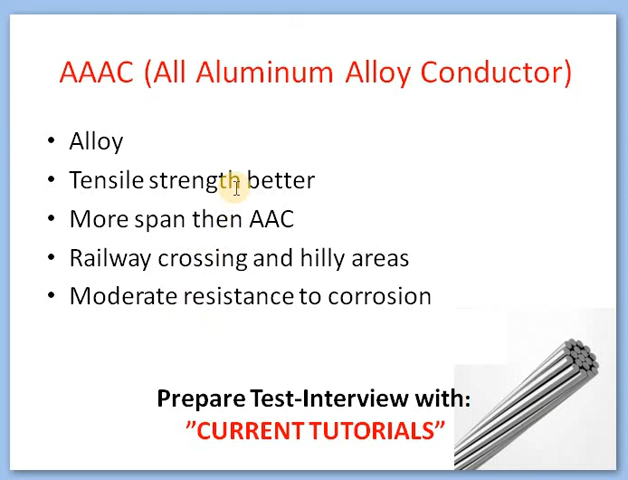 AAAC (All Aluminum Alloy Conductor)
• Alloy
• Tensile strength better
• More span then AAC
• Railway crossing and hilly areas
• Moderate resistance to corrosion
Prepare Test-Interview with:
”CURRENT TUTORIALS”